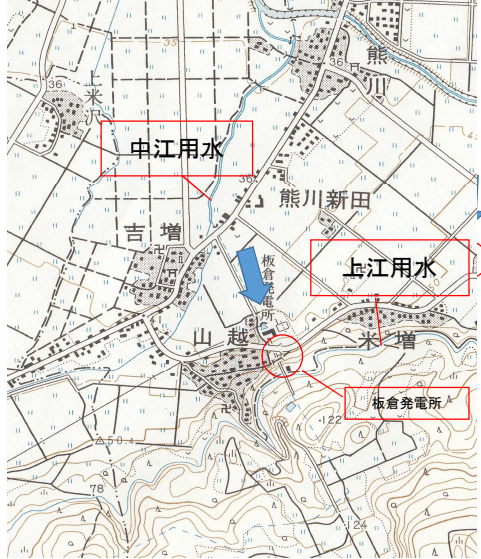 35
36
熊川
36
上米沢
中江用水
36
熊川新田
吉増
板倉発電所
上江用水
50
山越
米増
板倉発電所
122
50.4
78
124